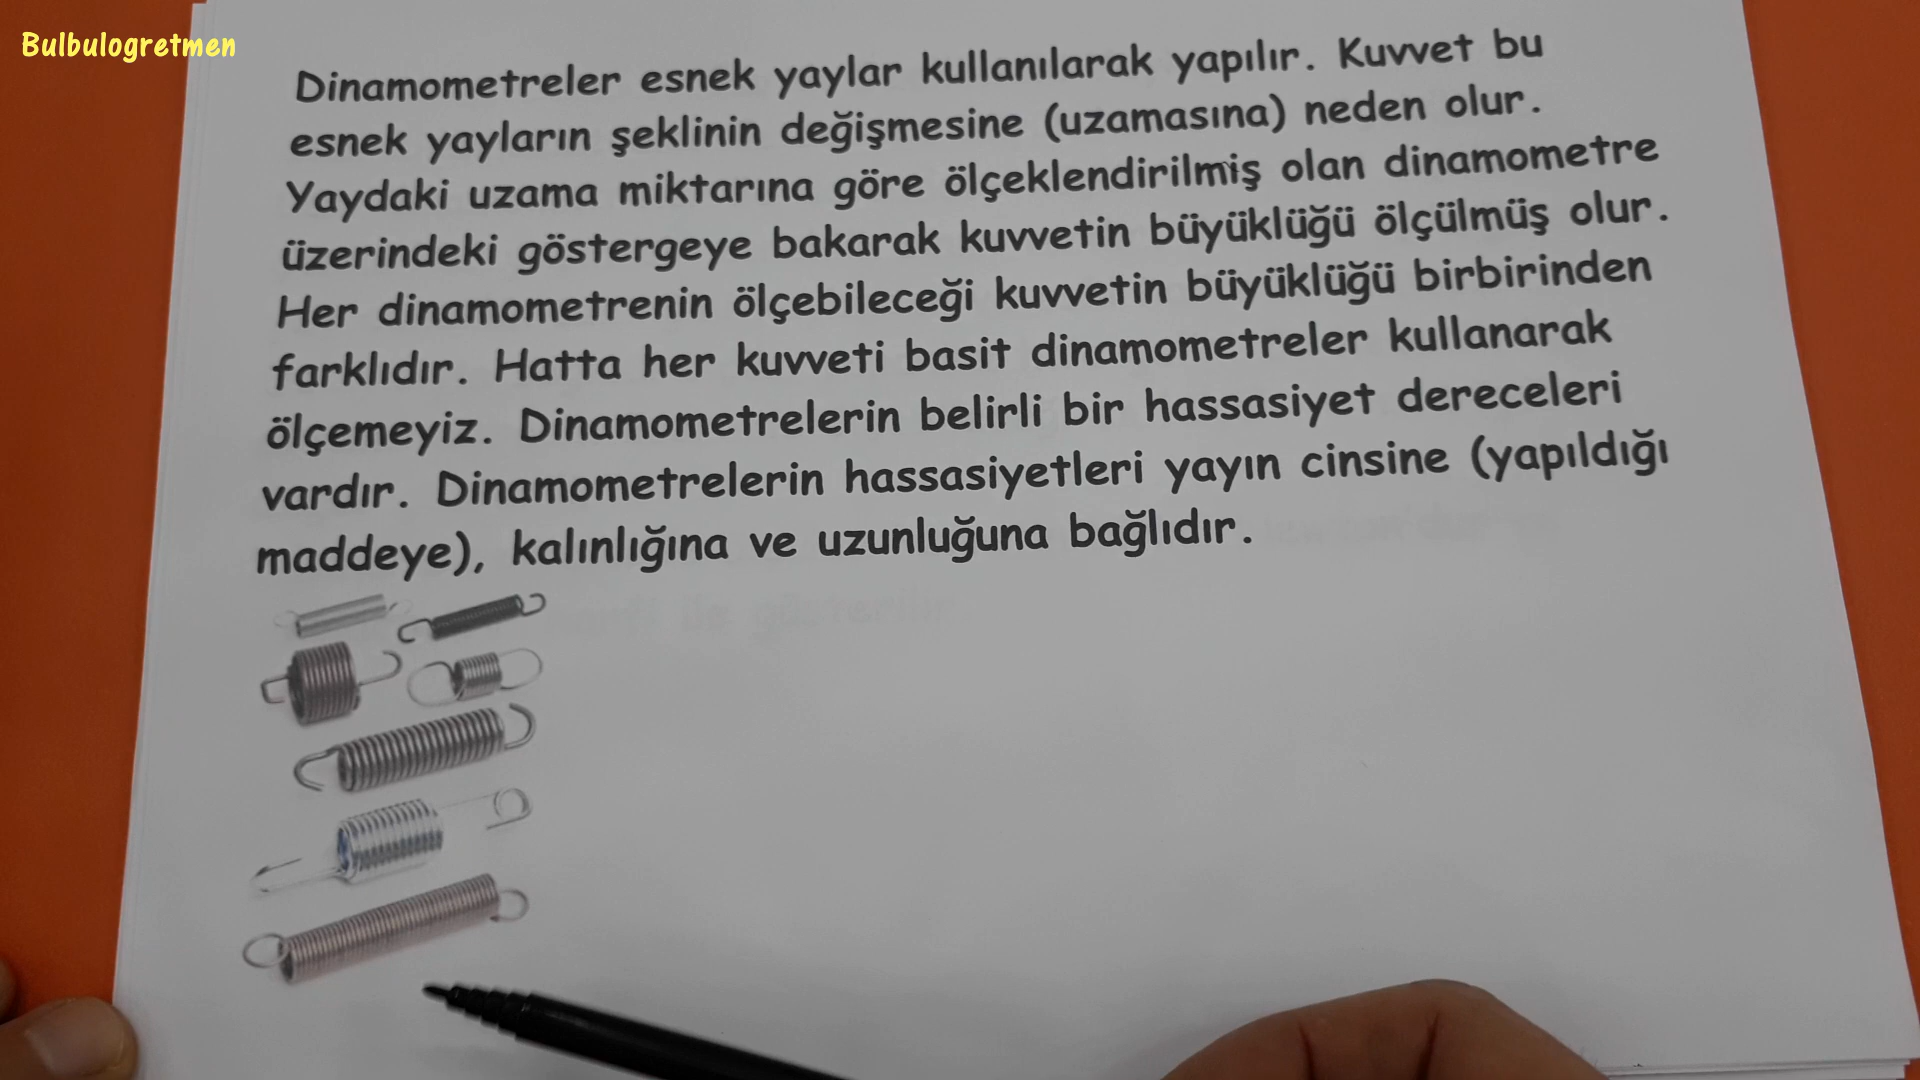 Bulbulogretmen
Dinamometreler esnek yaylar kullanılarak yapılır. Kuvvet bu
esnek yayların şeklinin değişmesine (uzamasına) neden olur.
Yaydaki uzama miktarına göre ölçeklendirilmiş olan dinamometre
üzerindeki göstergeye bakarak kuvvetin büyüklüğü ölçülmüş olur.
Her dinamometrenin ölçebileceği kuvvetin büyüklüğü birbirinden
farklıdır. Hatta her kuvveti basit dinamometreler kullanarak
ölçemeyiz. Dinamometrelerin belirli bir hassasiyet dereceleri
vardır. Dinamometrelerin hassasiyetleri yayın cinsine (yapıldığı
maddeye), kalınlığına ve uzunluğuna bağlıdır.